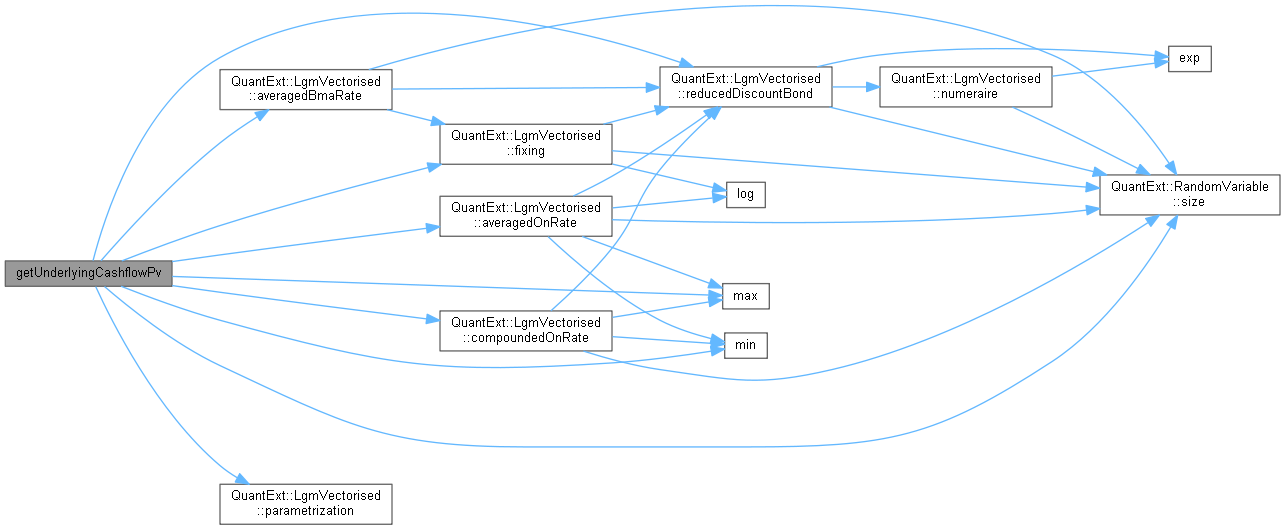 getUnderlyingCashflowPv
QuantExt::LgmVectorised
::averagedBmaRate
QuantExt::LgmVectorised
::fixing
QuantExt::LgmVectorised
::averagedOnRate
QuantExt::LgmVectorised
::compoundedOnRate
QuantExt::LgmVectorised
::parametrization
QuantExt::LgmVectorised
::reducedDiscountBond
log
max
min
QuantExt::LgmVectorised
::numeraire
exp
QuantExt::RandomVariable
::size